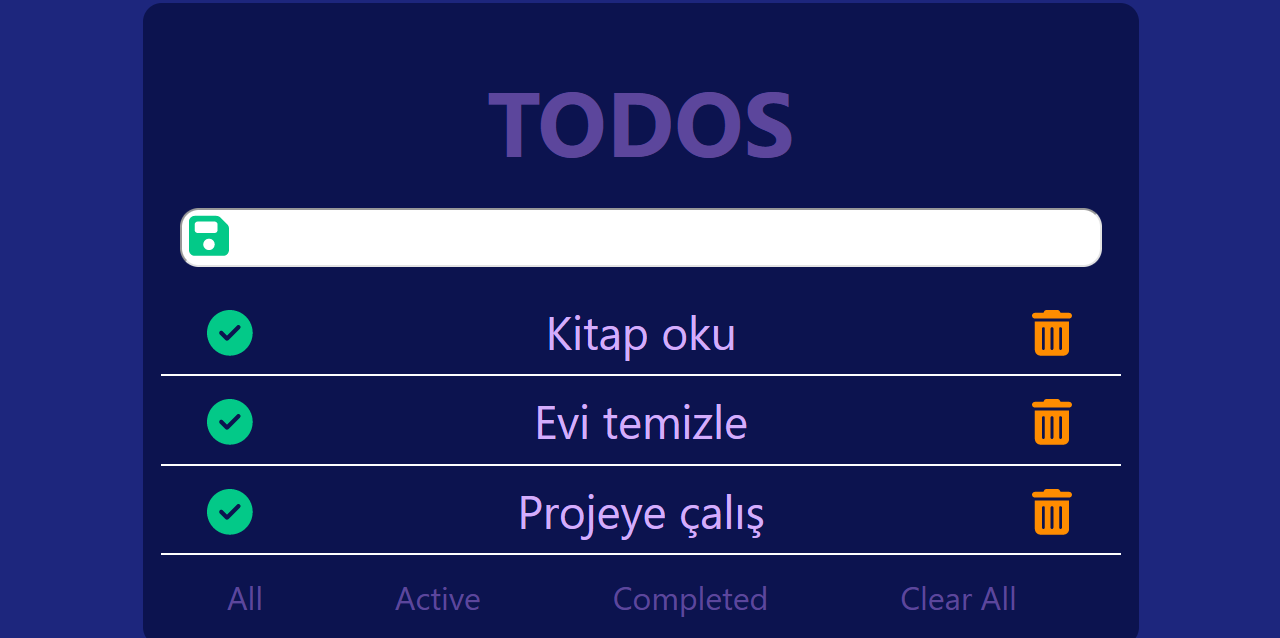 TODOS
Kitap oku
Evi temizle
Projeye çalış
All Active Completed Clear All